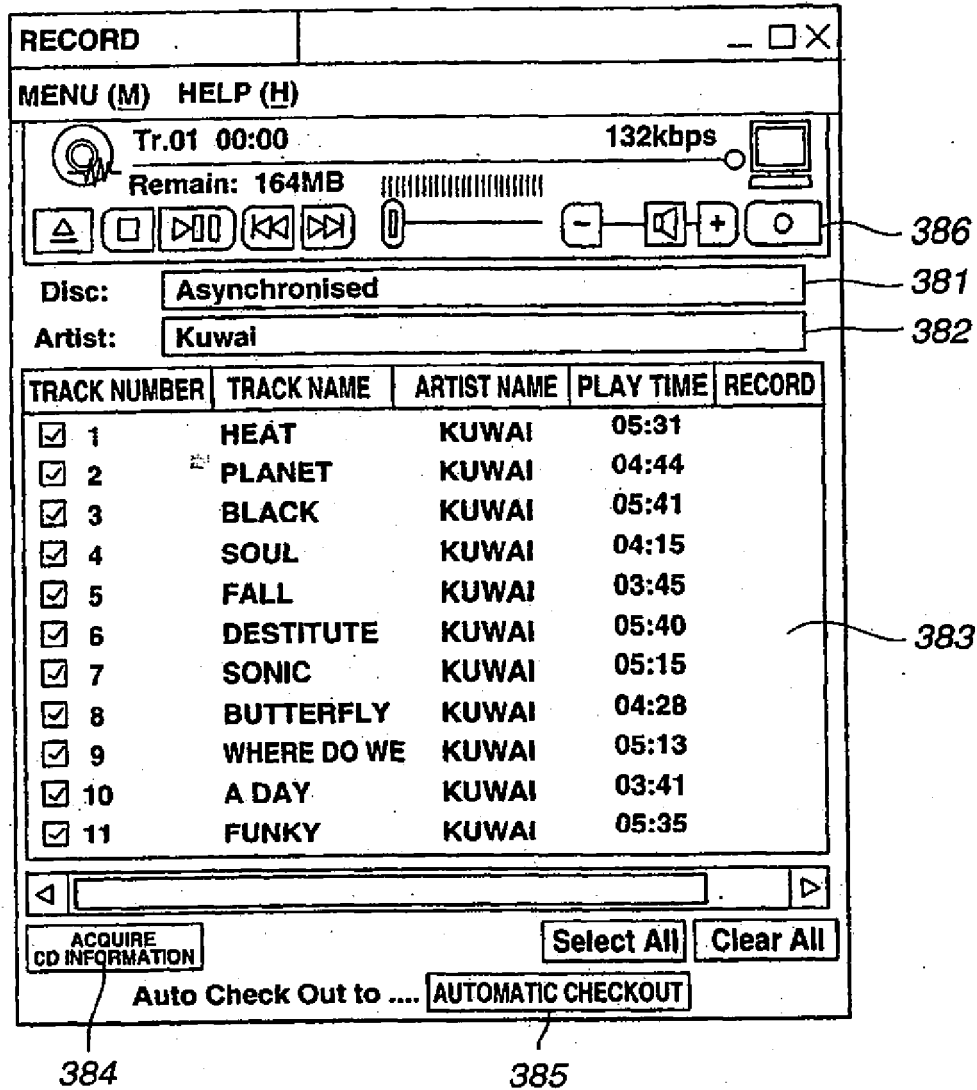 RECORD
MENU (M) HELP (H)
Tr.01 00:00 132kbps
Remain: 164MB
386
Disc: Asynchronised 381
Artist: Kuwai 382
TRACK NUMBER TRACK NAME ARTIST NAME PLAY TIME RECORD
1 HEAT KUWAI 05:31
2 PLANET KUWAI 04:44
3 BLACK KUWAI 05:41
4 SOUL KUWAI 04:15
5 FALL KUWAI 03:45
6 DESTITUTE KUWAI 05:40 383
7 SONIC KUWAI 05:15
8 BUTTERFLY KUWAI 04:28
9 WHERE DO WE KUWAI 05:13
10 A DAY KUWAI 03:41
11 FUNKY KUWAI 05:35
ACQUIRE
CD INFORMATION
Select All Clear All
Auto Check Out to .... AUTOMATIC CHECKOUT
384 385